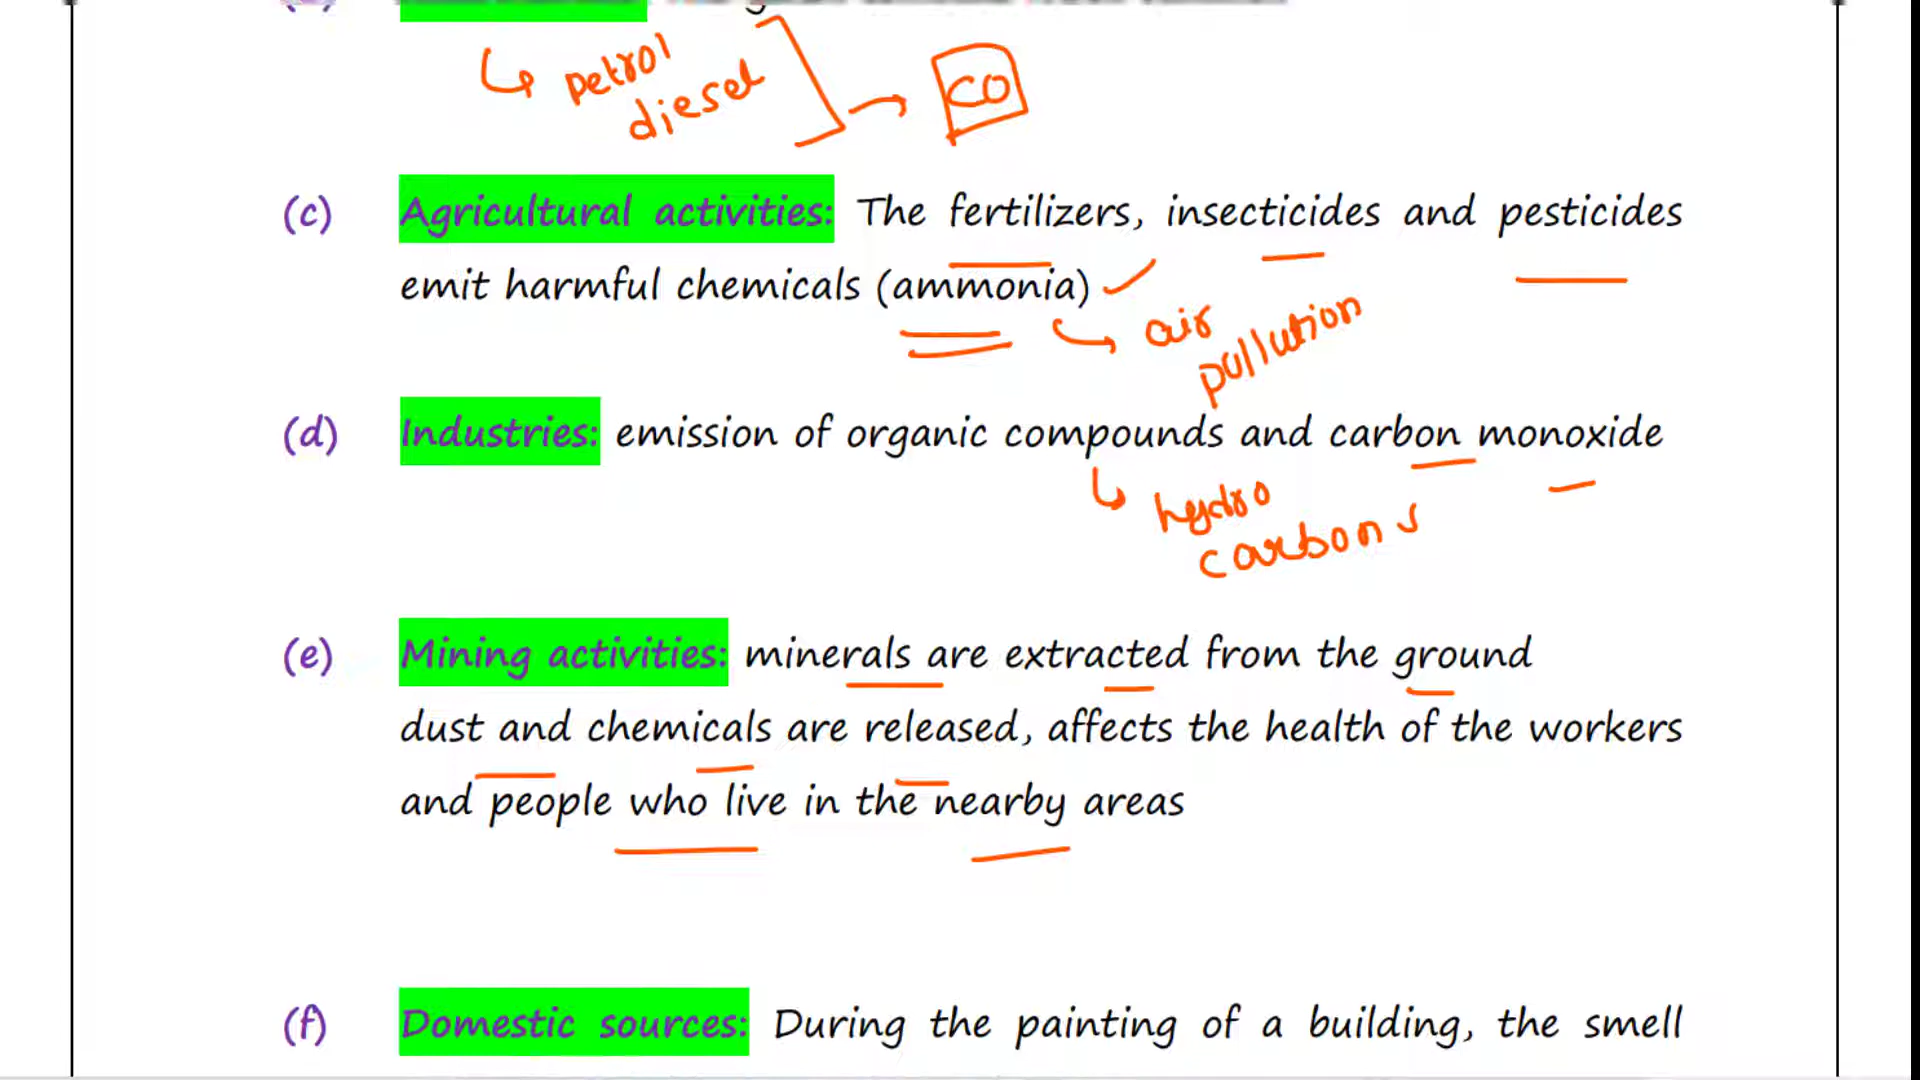 petrol
diesel
CO
(c) Agricultural activities: The fertilizers, insecticides and pesticides
emit harmful chemicals (ammonia)
air
pollution
(d) Industries: emission of organic compounds and carbon monoxide
hydro
carbons
(e) Mining activities: minerals are extracted from the ground
dust and chemicals are released, affects the health of the workers
and people who live in the nearby areas
(f) Domestic sources: During the painting of a building, the smell